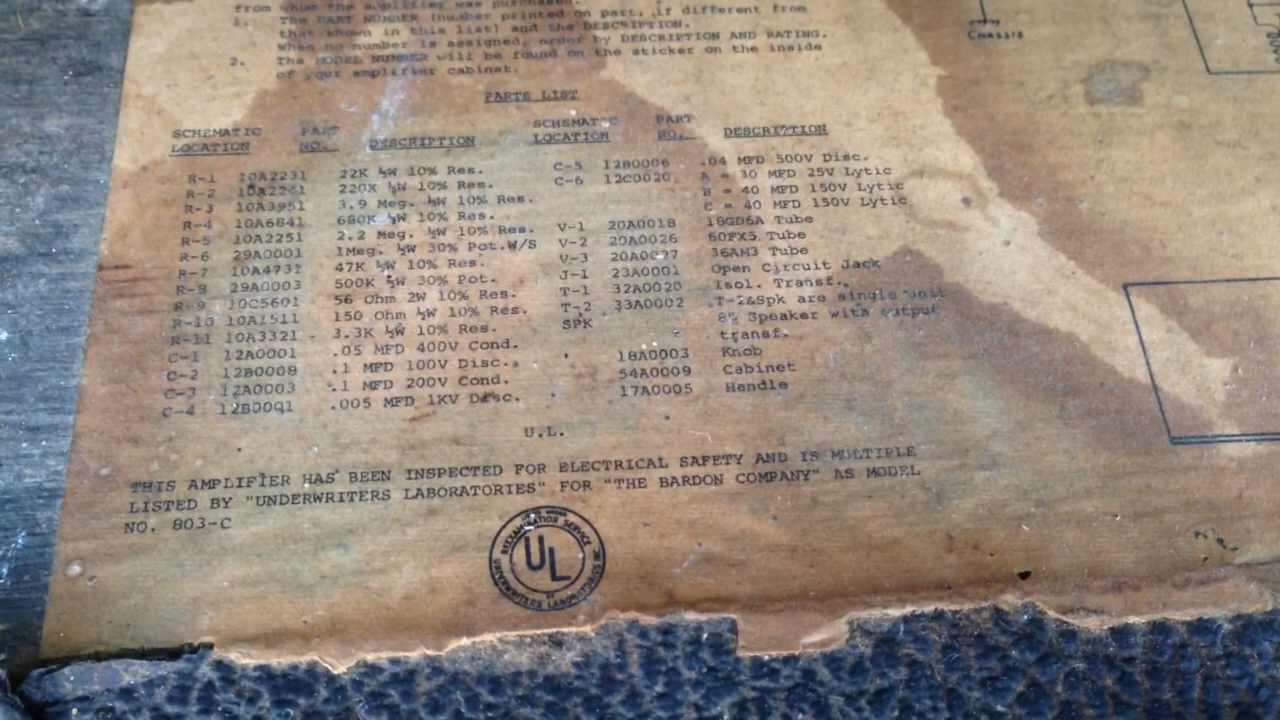 from whom the amplifier was purchased.
1. The PART NUMBER (number printed on part, if different from
that shown in this list) and the DESCRIPTION.
When no number is assigned, order by DESCRIPTION AND RATING.
2. The MODEL NUMBER will be found on the sticker on the inside
of your amplifier cabinet.
CHASSIS
PARTS LIST
SCHEMATIC LOCATION PART NO. DESCRIPTION
R-1 10A2231 22K ½W 10% Res.
R-2 10A2241 220K ½W 10% Res.
R-3 10A3951 3.9 Meg. ½W 10% Res.
R-4 10A6841 680K ½W 10% Res.
R-5 10A2251 2.2 Meg. ½W 10% Res.
R-6 29A0001 1Meg. ½W 30% Pot.W/S
R-7 10A4731 47K ½W 10% Res.
R-8 29A0003 500K ½W 30% Pot.
R-9 10C5601 56 Ohm 2W 10% Res.
R-10 10A1511 150 Ohm ½W 10% Res.
R-11 10A3321 3.3K ½W 10% Res.
C-1 12A0001 .05 MFD 400V Cond.
C-2 12B0008 .1 MFD 100V Disc.
C-3 12A0003 .1 MFD 200V Cond.
C-4 12B0001 .005 MFD 1KV Disc.
SCHEMATIC LOCATION PART NO. DESCRIPTION
C-5 12B0006 .04 MFD 500V Disc.
C-6 12C0020 A = 30 MFD 25V Lytic
B = 40 MFD 150V Lytic
C = 40 MFD 150V Lytic
V-1 20A0018 18GD6A Tube
V-2 20A0026 60FX5 Tube
V-3 20A0027 36AM3 Tube
J-1 23A0001 Open Circuit Jack
T-1 32A0020 Isol. Transf.
T-2 33A0002 T-2&Spk are single unit
SPK 8" Speaker with output
transf.
18A0003 Knob
54A0009 Cabinet
17A0005 Handle
U.L.
THIS AMPLIFIER HAS BEEN INSPECTED FOR ELECTRICAL SAFETY AND IS MULTIPLE
LISTED BY "UNDERWRITERS LABORATORIES" FOR "THE BARDON COMPANY" AS MODEL
NO. 803-C
REEXAMINATION SERVICE
UL
UNDERWRITERS LABORATORIES INC